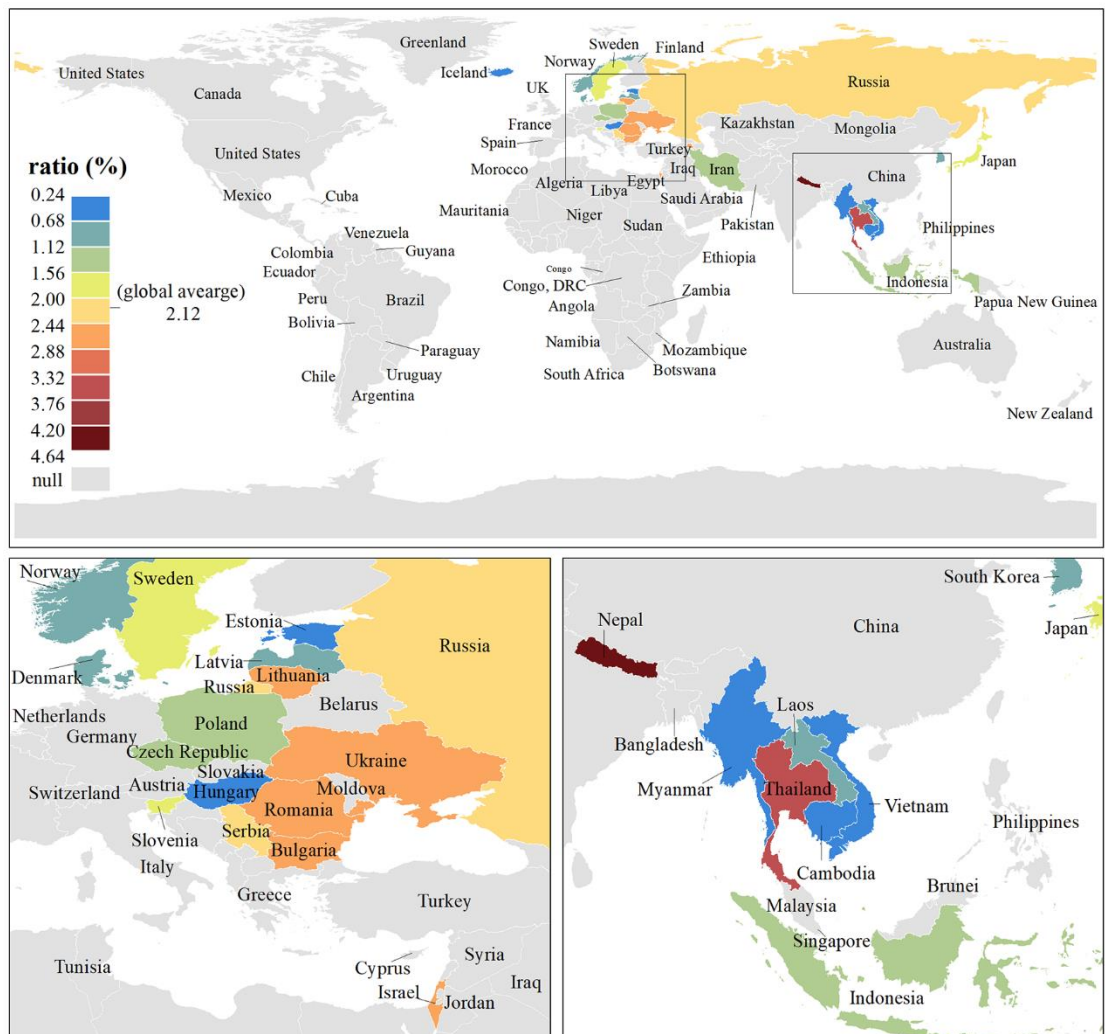 Greenland
Sweden
Finland
Iceland
Norway
United States
Russia
Canada
UK
France
Kazakhstan
Mongolia
United States
Spain
Turkey
Japan
ratio (%)
Morocco
Iraq
Iran
China
0.24
Mexico
Cuba
Algeria
Libya
Egypt
Saudi Arabia
0.68
Mauritania
Niger
Sudan
Pakistan
Philippines
1.12
Venezuela
Colombia
Guyana
Ethiopia
1.56
Ecuador
Congo
Indonesia
2.00
(global avearge)
2.12
Peru
Brazil
Congo, DRC
Angola
Zambia
Papua New Guinea
2.44
Bolivia
2.88
Paraguay
Namibia
Mozambique
Australia
3.32
Chile
Uruguay
South Africa
Botswana
3.76
Argentina
4.20
New Zealand
4.64
null
Norway
Sweden
Estonia
Russia
Latvia
Denmark
Lithuania
Russia
Belarus
Netherlands
Poland
Germany
Czech Republic
Ukraine
Slovakia
Austria
Moldova
Switzerland
Hungary
Romania
Serbia
Slovenia
Bulgaria
Italy
Greece
Turkey
Tunisia
Cyprus
Syria
Israel
Iraq
Jordan
South Korea
Nepal
China
Japan
Laos
Bangladesh
Myanmar
Thailand
Vietnam
Philippines
Cambodia
Brunei
Malaysia
Singapore
Indonesia